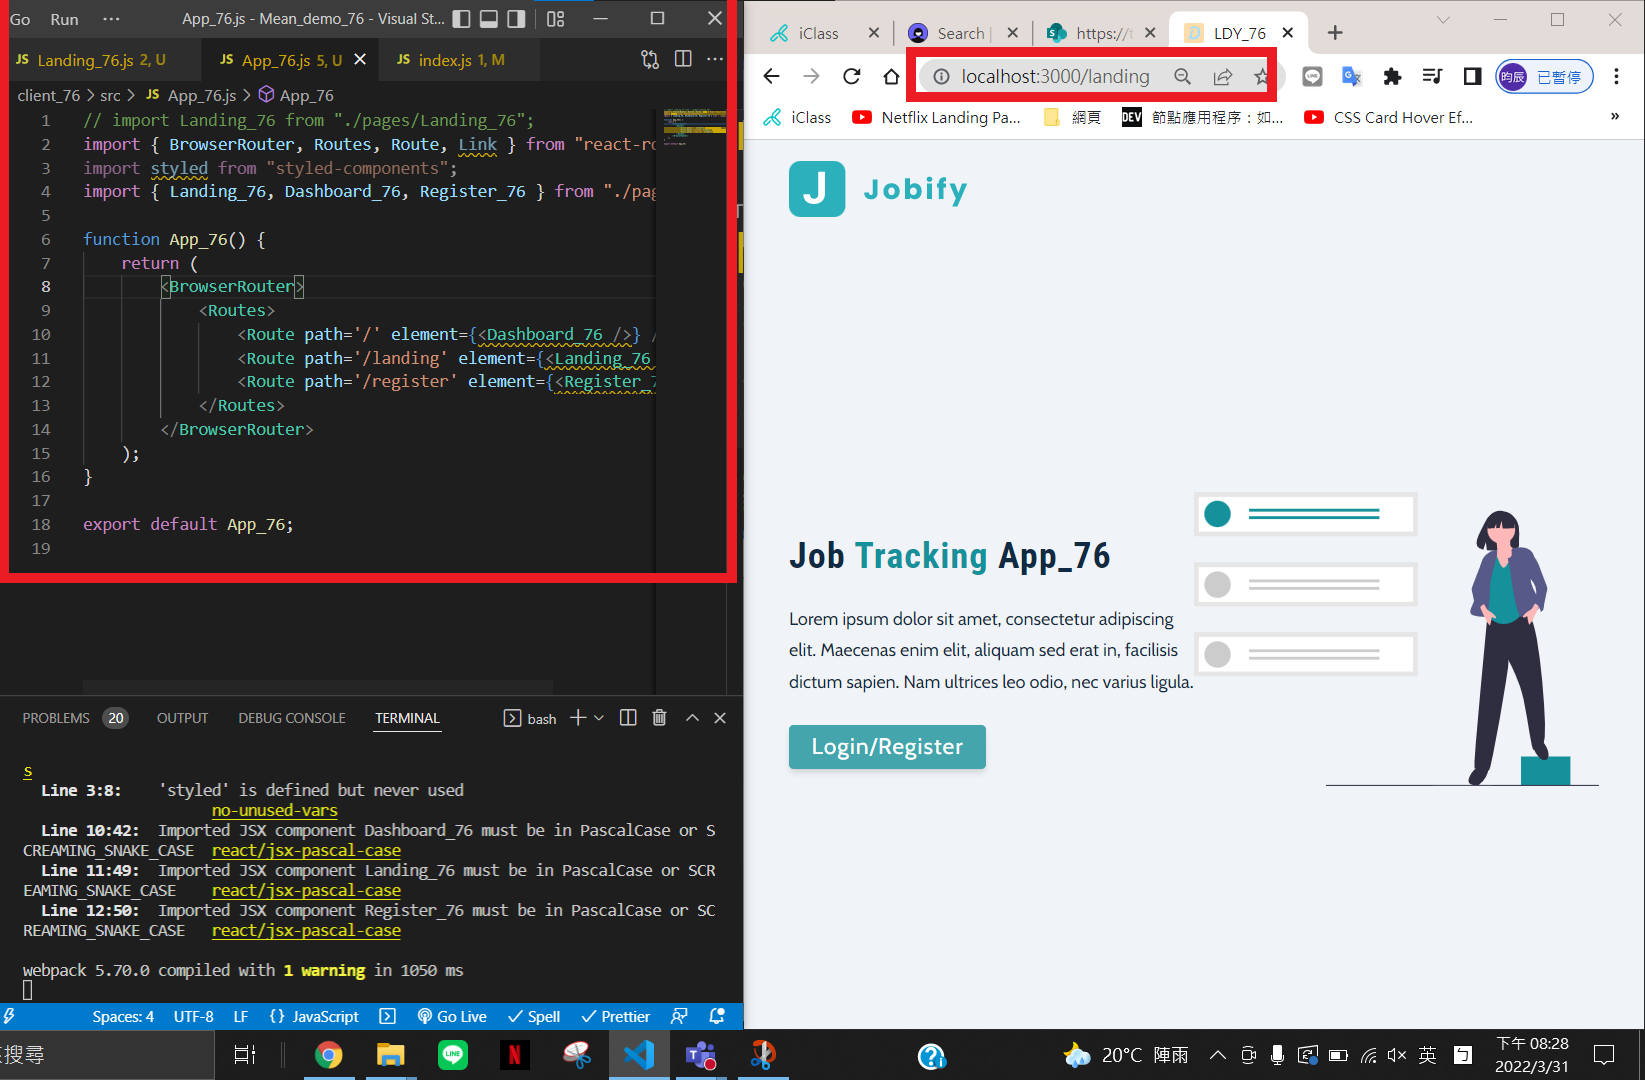 Go Run ··· App_76.js - Mean_demo_76 - Visual St...
JS Landing_76.js 2, U JS App_76.js 5, U JS index.js 1, M
client_76 > src > JS App_76.js > App_76
1 // import Landing_76 from "./pages/Landing_76";
2 import { BrowserRouter, Routes, Route, Link } from "react-ro
3 import styled from "styled-components";
4 import { Landing_76, Dashboard_76, Register_76 } from "./pag
5
6 function App_76() {
7 return (
8 <BrowserRouter>
9 <Routes>
10 <Route path='/' element={<Dashboard_76 />} /
11 <Route path='/landing' element={<Landing_76
12 <Route path='/register' element={<Register_7
13 </Routes>
14 </BrowserRouter>
15 );
16 }
17
18 export default App_76;
19
PROBLEMS 20 OUTPUT DEBUG CONSOLE TERMINAL bash
s
Line 3:8: 'styled' is defined but never used
no-unused-vars
Line 10:42: Imported JSX component Dashboard_76 must be in PascalCase or S
CREAMING_SNAKE_CASE react/jsx-pascal-case
Line 11:49: Imported JSX component Landing_76 must be in PascalCase or SCR
EAMING_SNAKE_CASE react/jsx-pascal-case
Line 12:50: Imported JSX component Register_76 must be in PascalCase or SC
REAMING_SNAKE_CASE react/jsx-pascal-case
webpack 5.70.0 compiled with 1 warning in 1050 ms
Spaces: 4 UTF-8 LF {} JavaScript Go Live Spell Prettier
iClass Search | https://t LDY_76
localhost:3000/landing 昀辰 已暫停
iClass Netflix Landing Pa... 網頁 DEV 節點應用程序：如... CSS Card Hover Ef... »
J Jobify
Job Tracking App_76
Lorem ipsum dolor sit amet, consectetur adipiscing
elit. Maecenas enim elit, aliquam sed erat in, facilisis
dictum sapien. Nam ultrices leo odio, nec varius ligula.
Login/Register
搜尋 LINE N T 20°C 陣雨 英 ㄅ 下午 08:28
2022/3/31